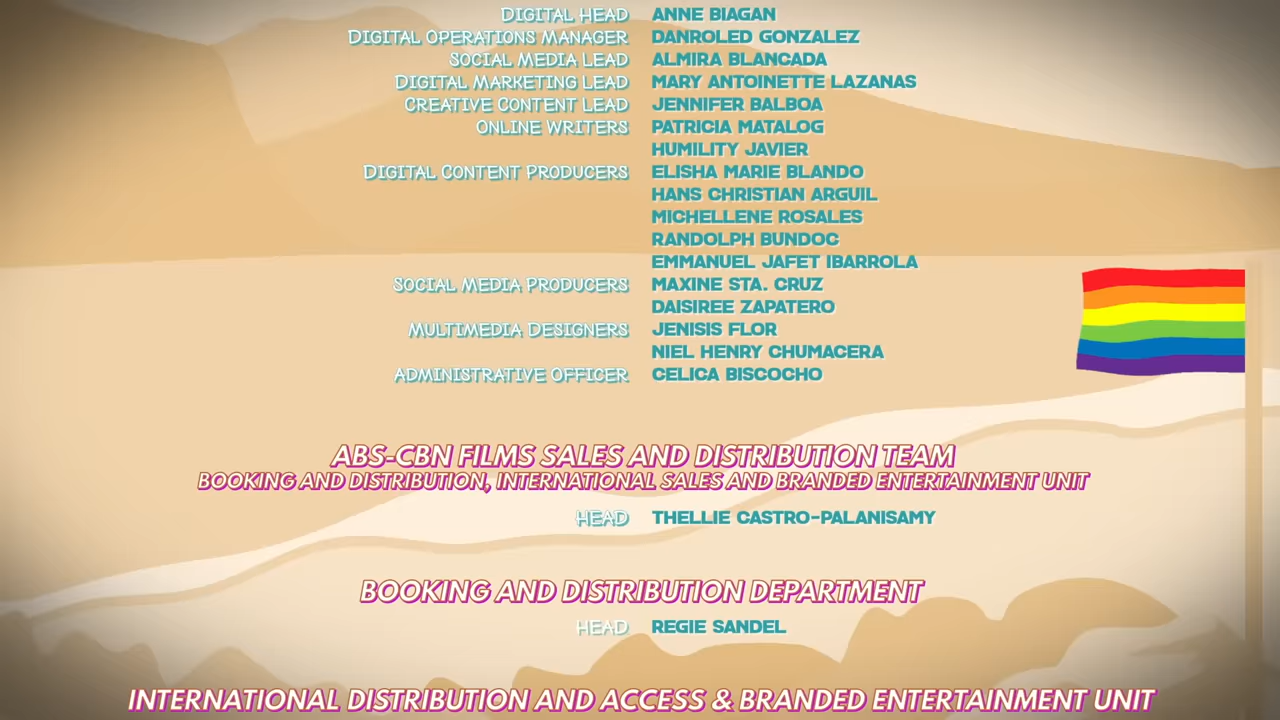 DIGITAL HEAD ANNE BIAGAN
DIGITAL OPERATIONS MANAGER DANROLED GONZALEZ
SOCIAL MEDIA LEAD ALMIRA BLANCADA
DIGITAL MARKETING LEAD MARY ANTOINETTE LAZANAS
CREATIVE CONTENT LEAD JENNIFER BALBOA
ONLINE WRITERS PATRICIA MATALOG
HUMILITY JAVIER
DIGITAL CONTENT PRODUCERS ELISHA MARIE BLANDO
HANS CHRISTIAN ARGUIL
MICHELLENE ROSALES
RANDOLPH BUNDOC
EMMANUEL JAFET IBARROLA
SOCIAL MEDIA PRODUCERS MAXINE STA. CRUZ
DAISIREE ZAPATERO
MULTIMEDIA DESIGNERS JENISIS FLOR
NIEL HENRY CHUMACERA
ADMINISTRATIVE OFFICER CELICA BISCOCHO
ABS-CBN FILMS SALES AND DISTRIBUTION TEAM
BOOKING AND DISTRIBUTION, INTERNATIONAL SALES AND BRANDED ENTERTAINMENT UNIT
HEAD THELLIE CASTRO-PALANISAMY
BOOKING AND DISTRIBUTION DEPARTMENT
HEAD REGIE SANDEL
INTERNATIONAL DISTRIBUTION AND ACCESS & BRANDED ENTERTAINMENT UNIT